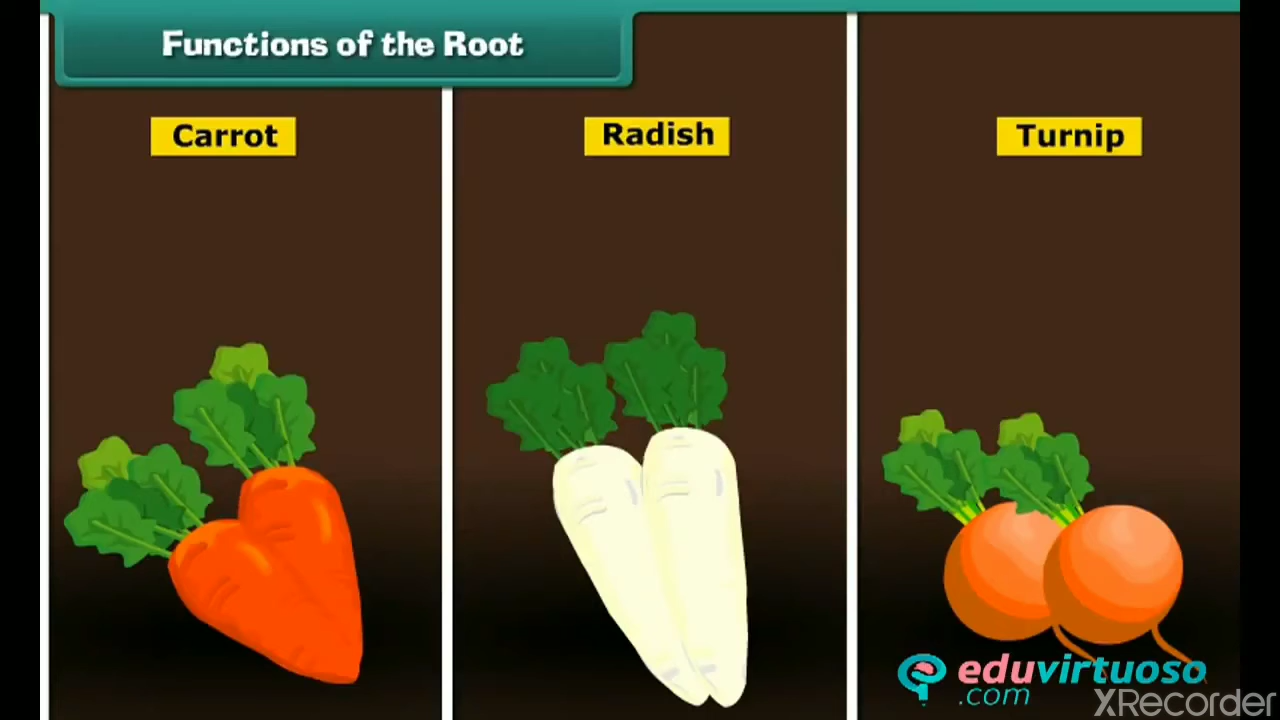 Functions of the Root
Carrot
Radish
Turnip
eduvirtuoso
.com
XRecorder